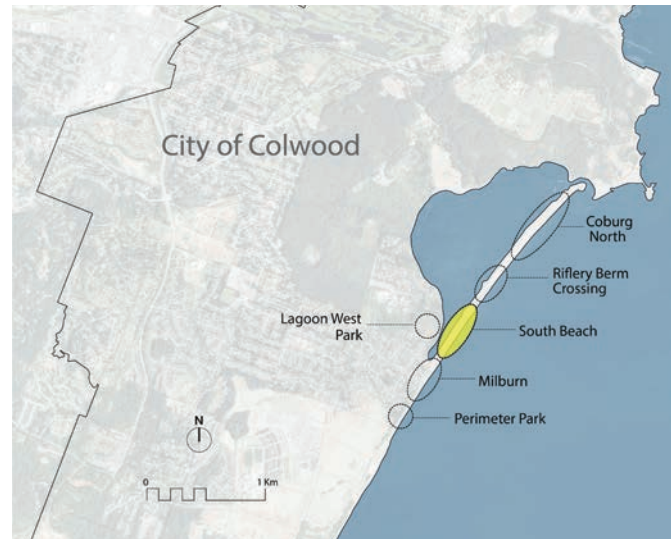 City of Colwood
Coburg
North
Riflery Berm
Crossing
Lagoon West
Park
South Beach
Milburn
Perimeter Park
N
0
1 Km